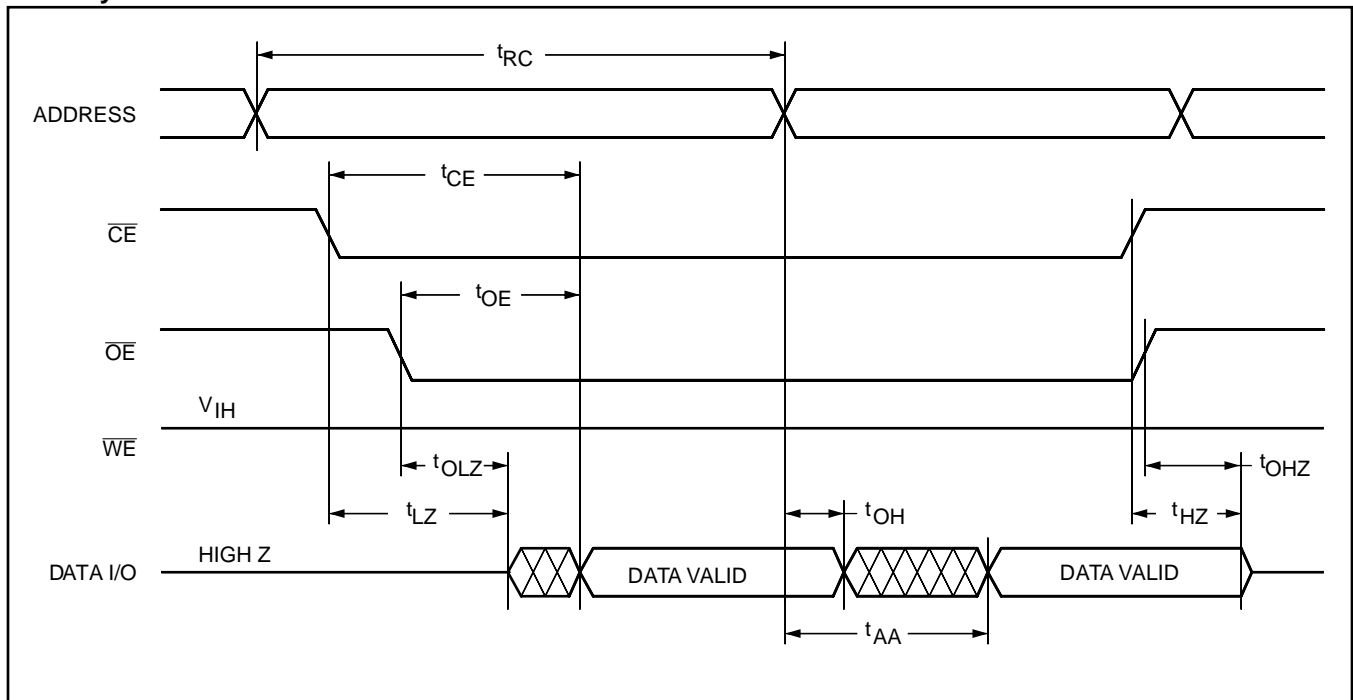 tRC
ADDRESS
tCE
CE
tOE
OE
VIH
WE
tOLZ
tOHZ
tLZ
tOH
tHZ
HIGH Z
DATA I/O
DATA VALID
DATA VALID
tAA